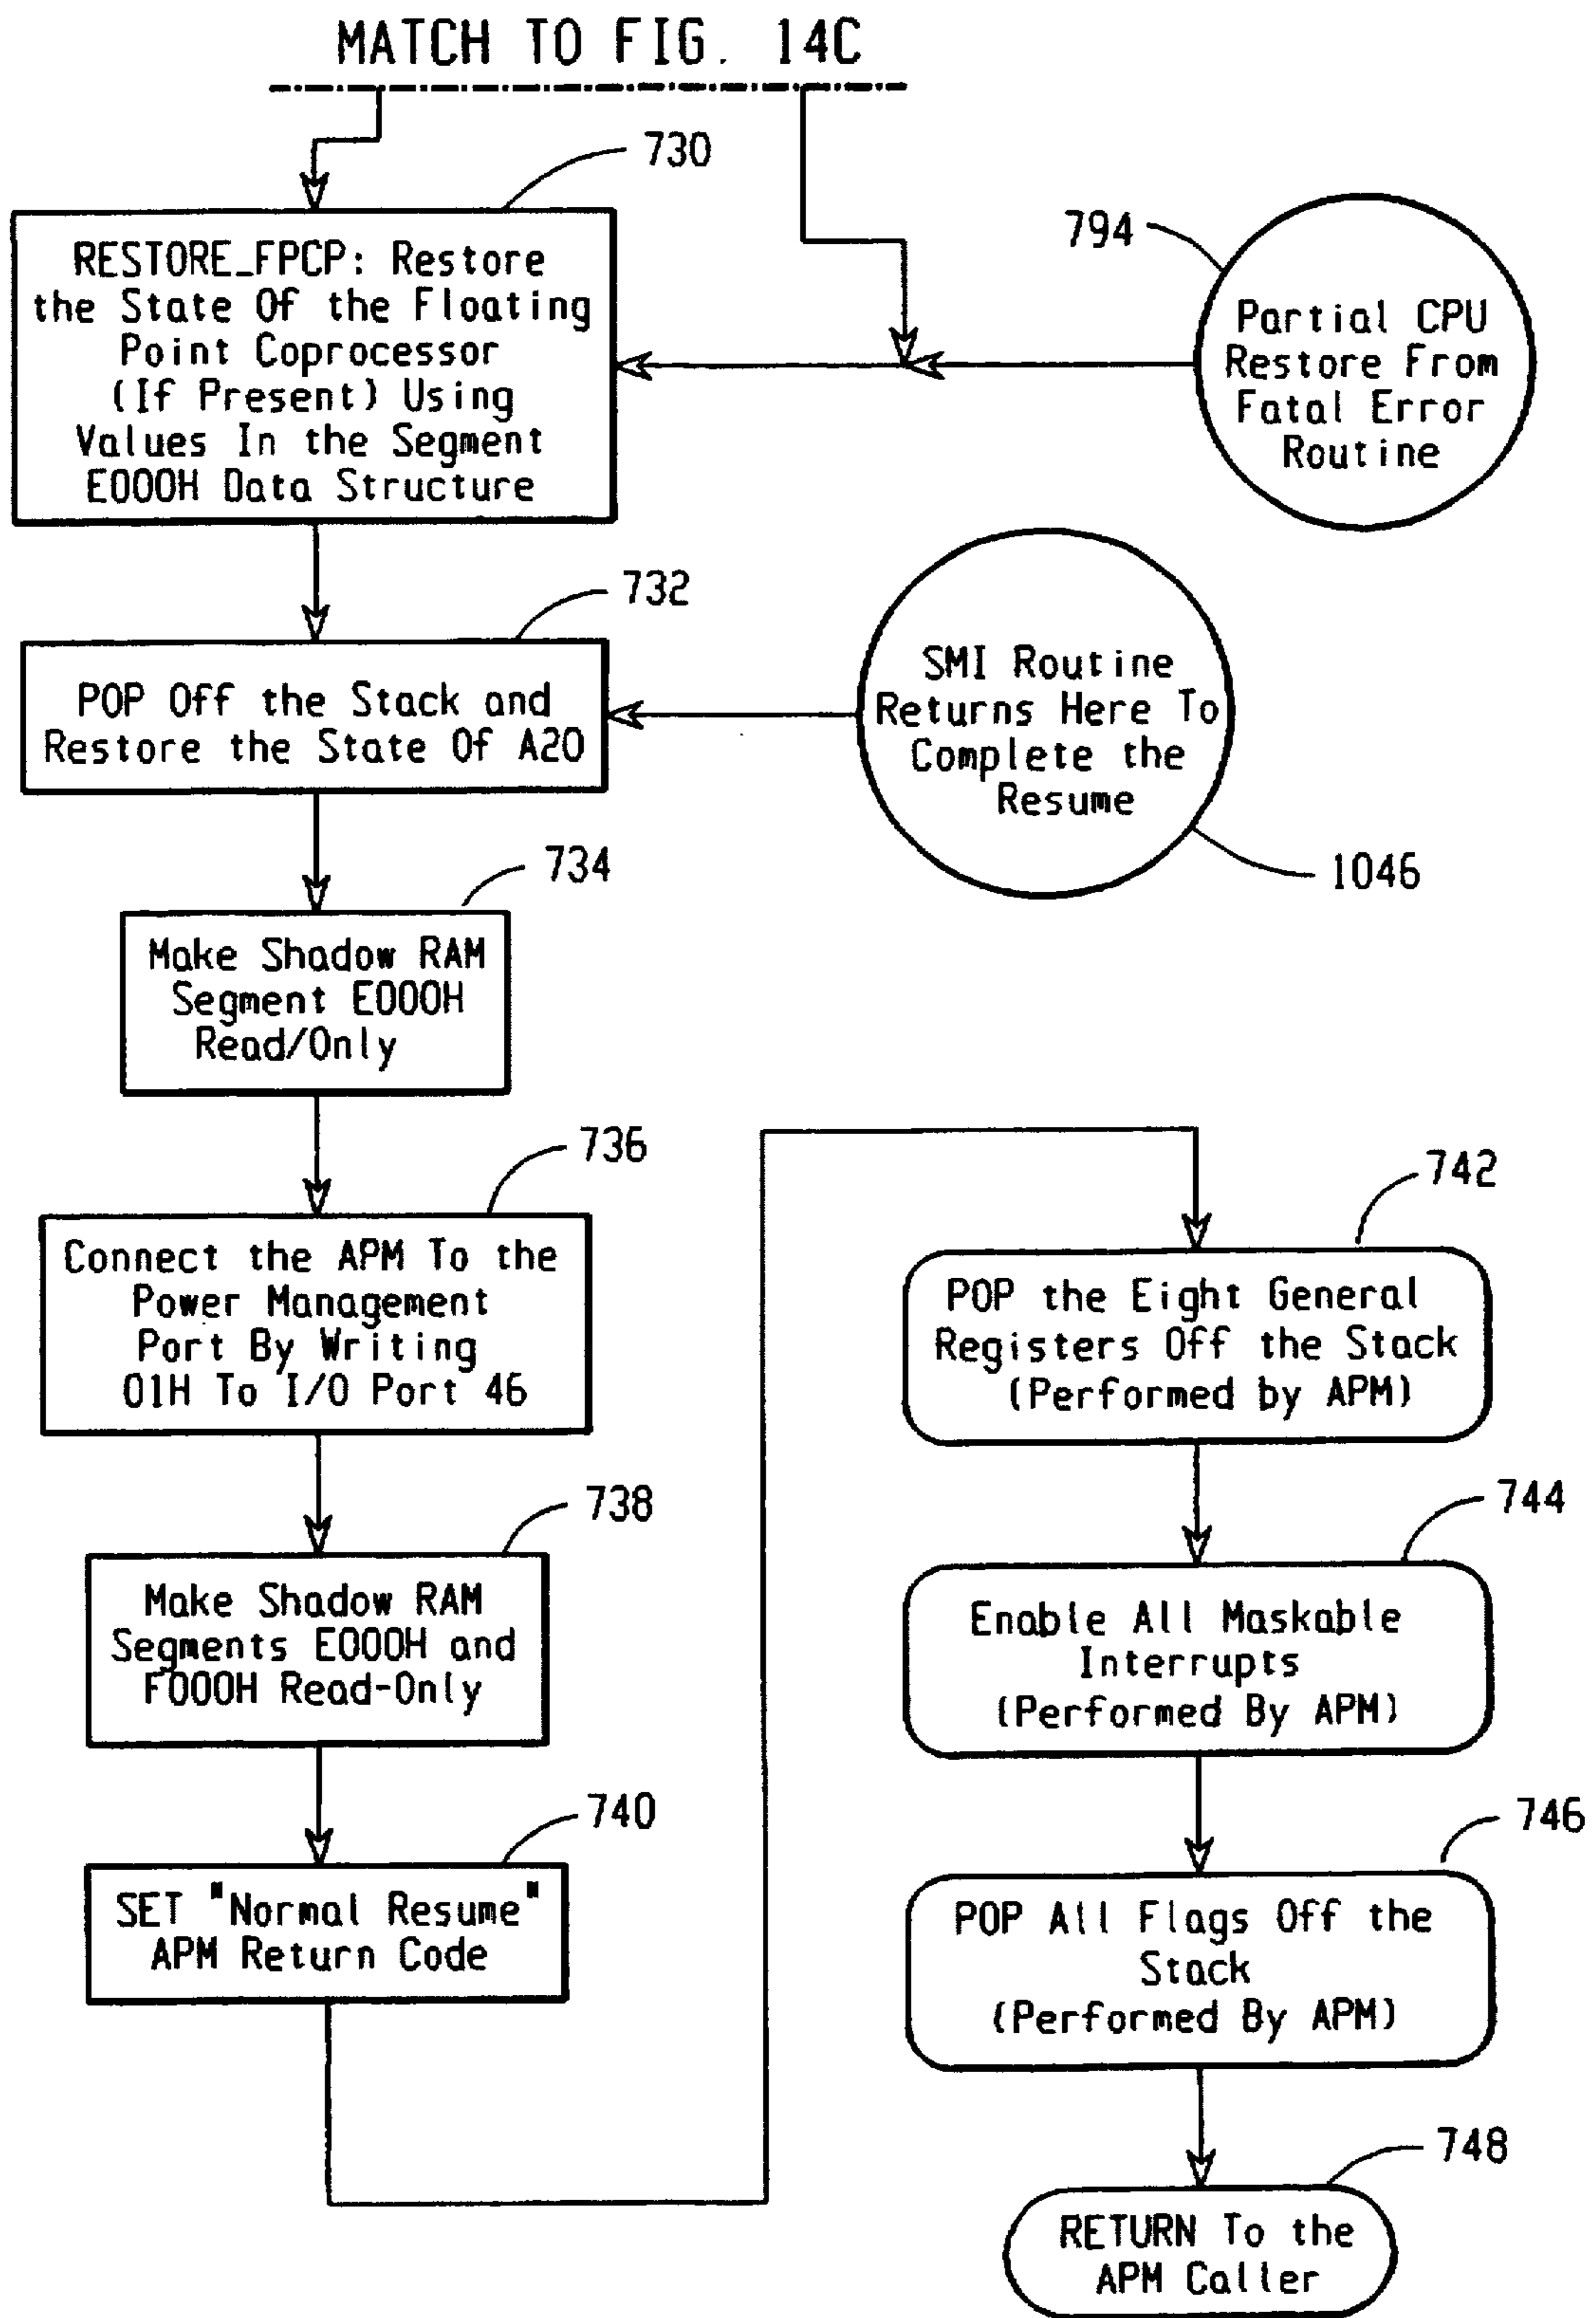 MATCH TO FIG. 14C
730
RESTORE_FPCP: Restore
the State Of the Floating
Point Coprocessor
(If Present) Using
Values In the Segment
E000H Data Structure
794
Partial CPU
Restore From
Fatal Error
Routine
732
POP Off the Stack and
Restore the State Of A20
SMI Routine
Returns Here To
Complete the
Resume
1046
734
Make Shadow RAM
Segment E000H
Read/Only
736
Connect the APM To the
Power Management
Port By Writing
01H To I/O Port 46
738
Make Shadow RAM
Segments E000H and
F000H Read-Only
740
SET "Normal Resume"
APM Return Code
742
POP the Eight General
Registers Off the Stack
(Performed by APM)
744
Enable All Maskable
Interrupts
(Performed By APM)
746
POP All Flags Off the
Stack
(Performed By APM)
748
RETURN To the
APM Caller